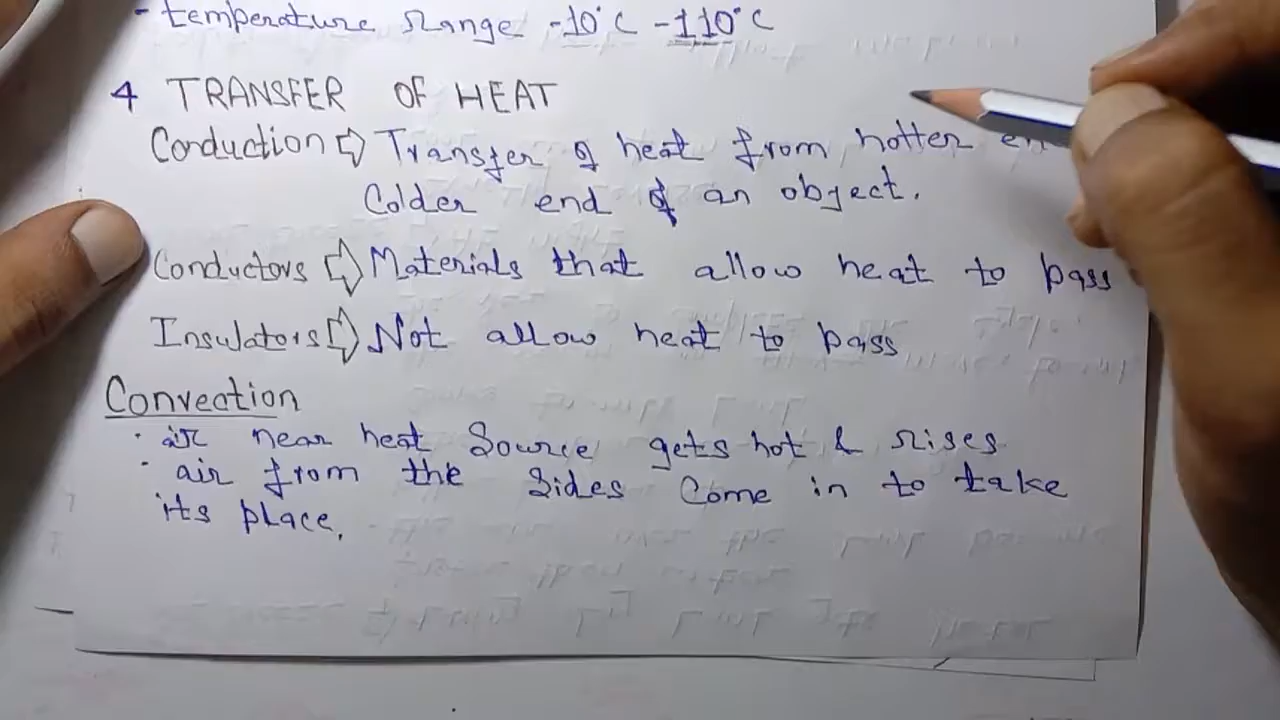 - temperature Range -10°C -110°C
4 TRANSFER OF HEAT
Conduction ⇨ Transfer of heat from hotter
Colder end of an object.
Conductors ⇨ Materials that allow heat to pass
Insulators ⇨ Not allow heat to pass
Convection
· air near heat Source gets hot & rises
· air from the Sides Come in to take
its place.